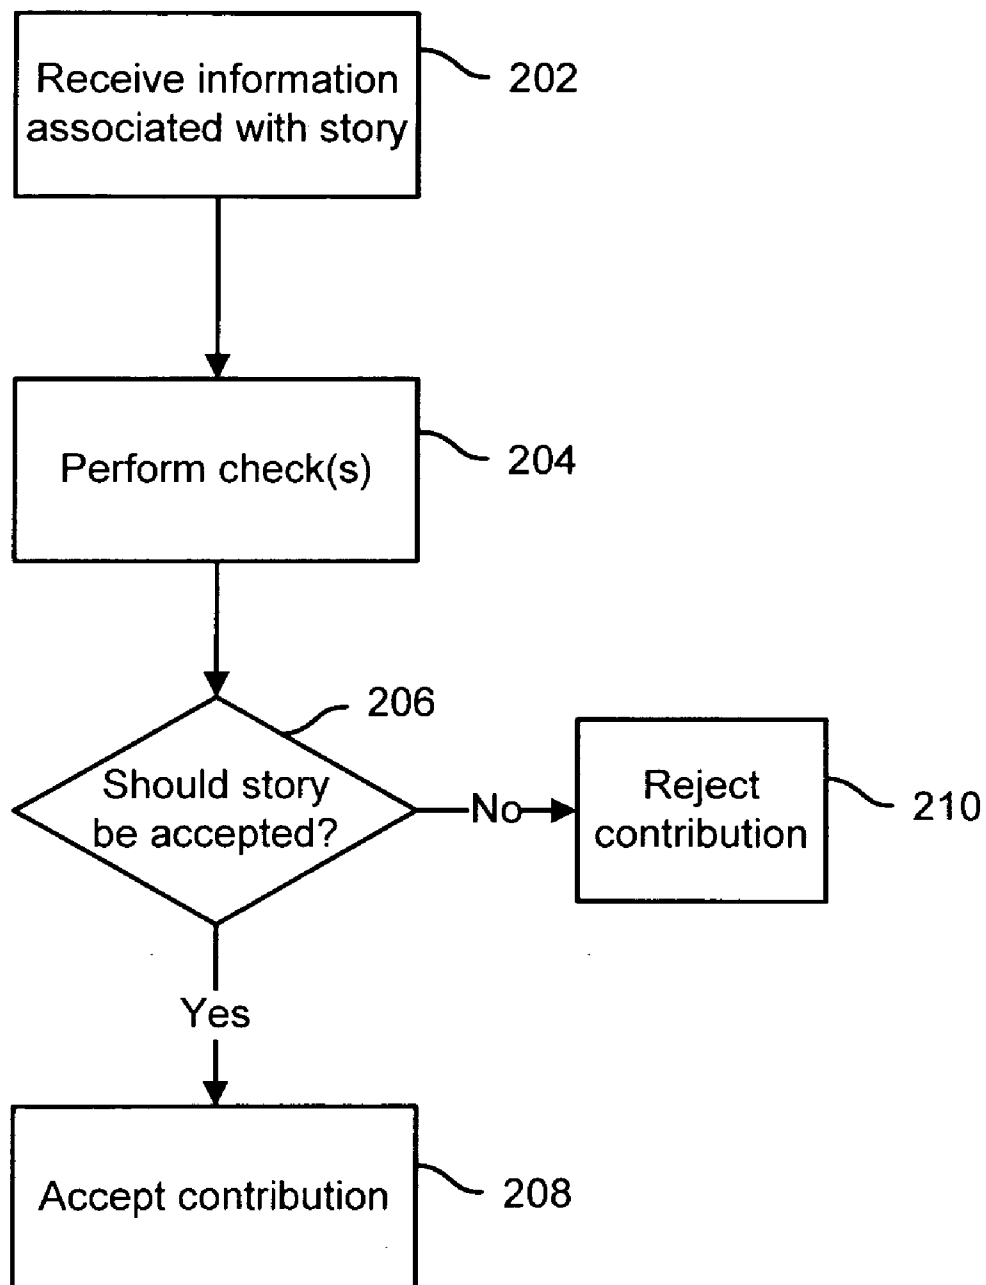 Receive information
associated with story
202
Perform check(s)
204
206
Should story
be accepted?
No
Reject
contribution
210
Yes
Accept contribution
208